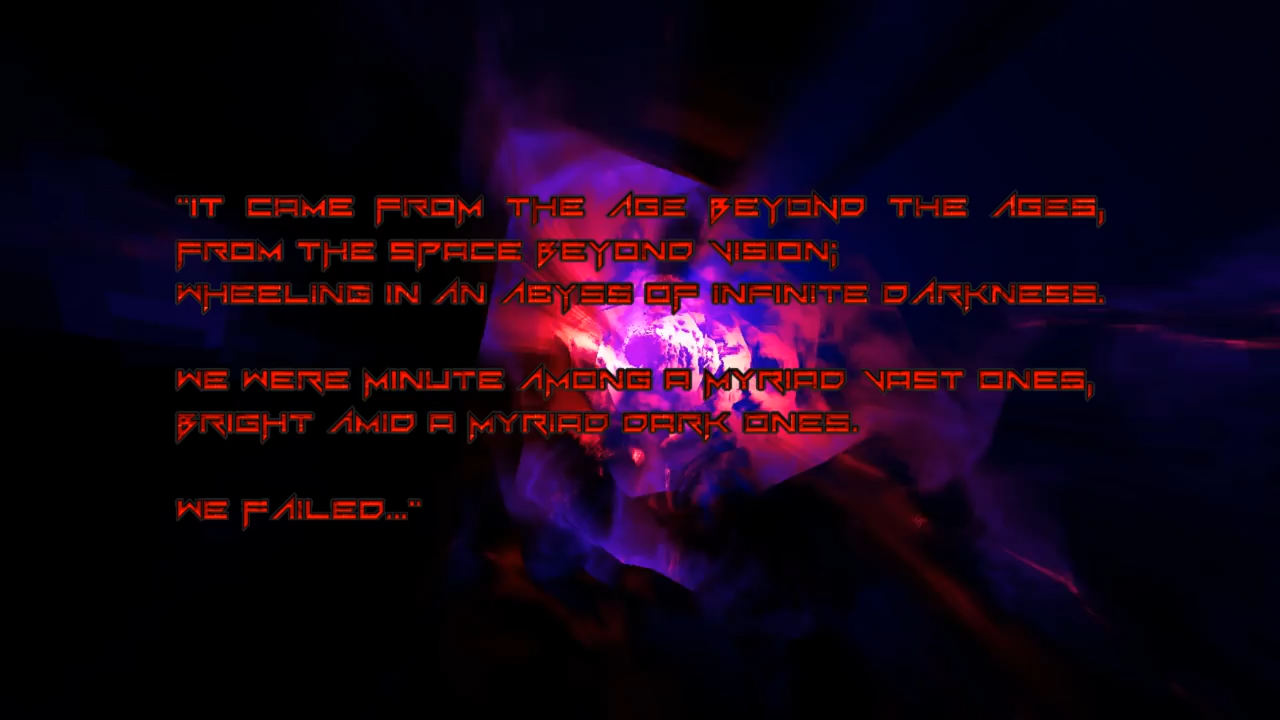 "IT CAME FROM THE AGE BEYOND THE AGES,
FROM THE SPACE BEYOND VISION;
WHEELING IN AN ABYSS OF INFINITE DARKNESS.
WE WERE MINUTE AMONG A MYRIAD VAST ONES,
BRIGHT AMID A MYRIAD DARK ONES.
WE FAILED..."